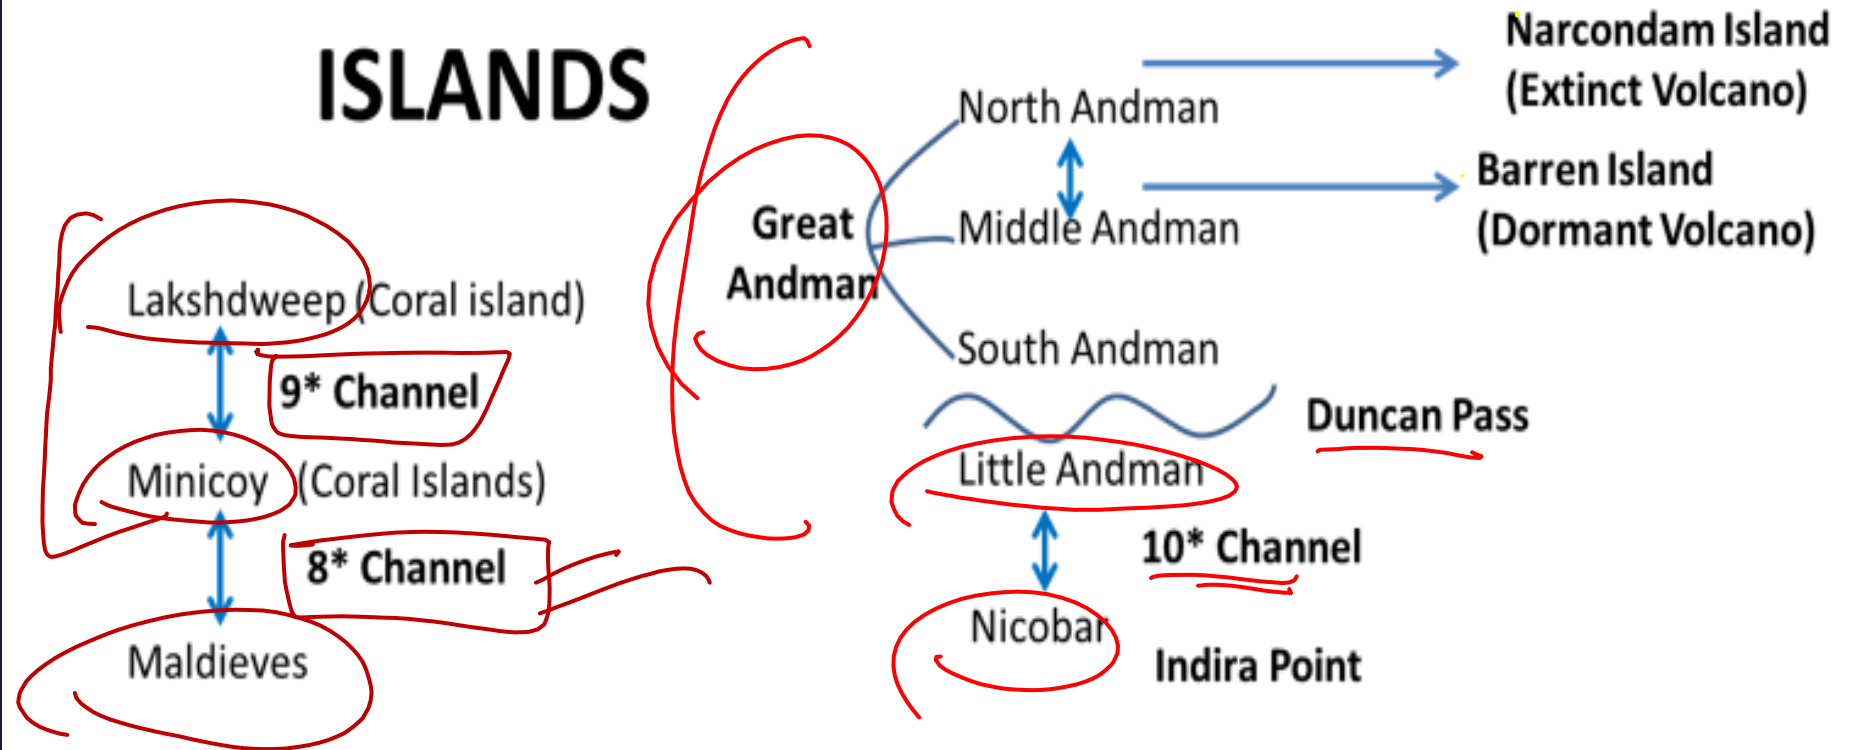 ISLANDS
Lakshdweep (Coral island)
9* Channel
Minicoy (Coral Islands)
8* Channel
Maldieves
Great
Andman
North Andman
Middle Andman
South Andman
Narcondam Island
(Extinct Volcano)
Barren Island
(Dormant Volcano)
Duncan Pass
Little Andman
10* Channel
Nicobar
Indira Point